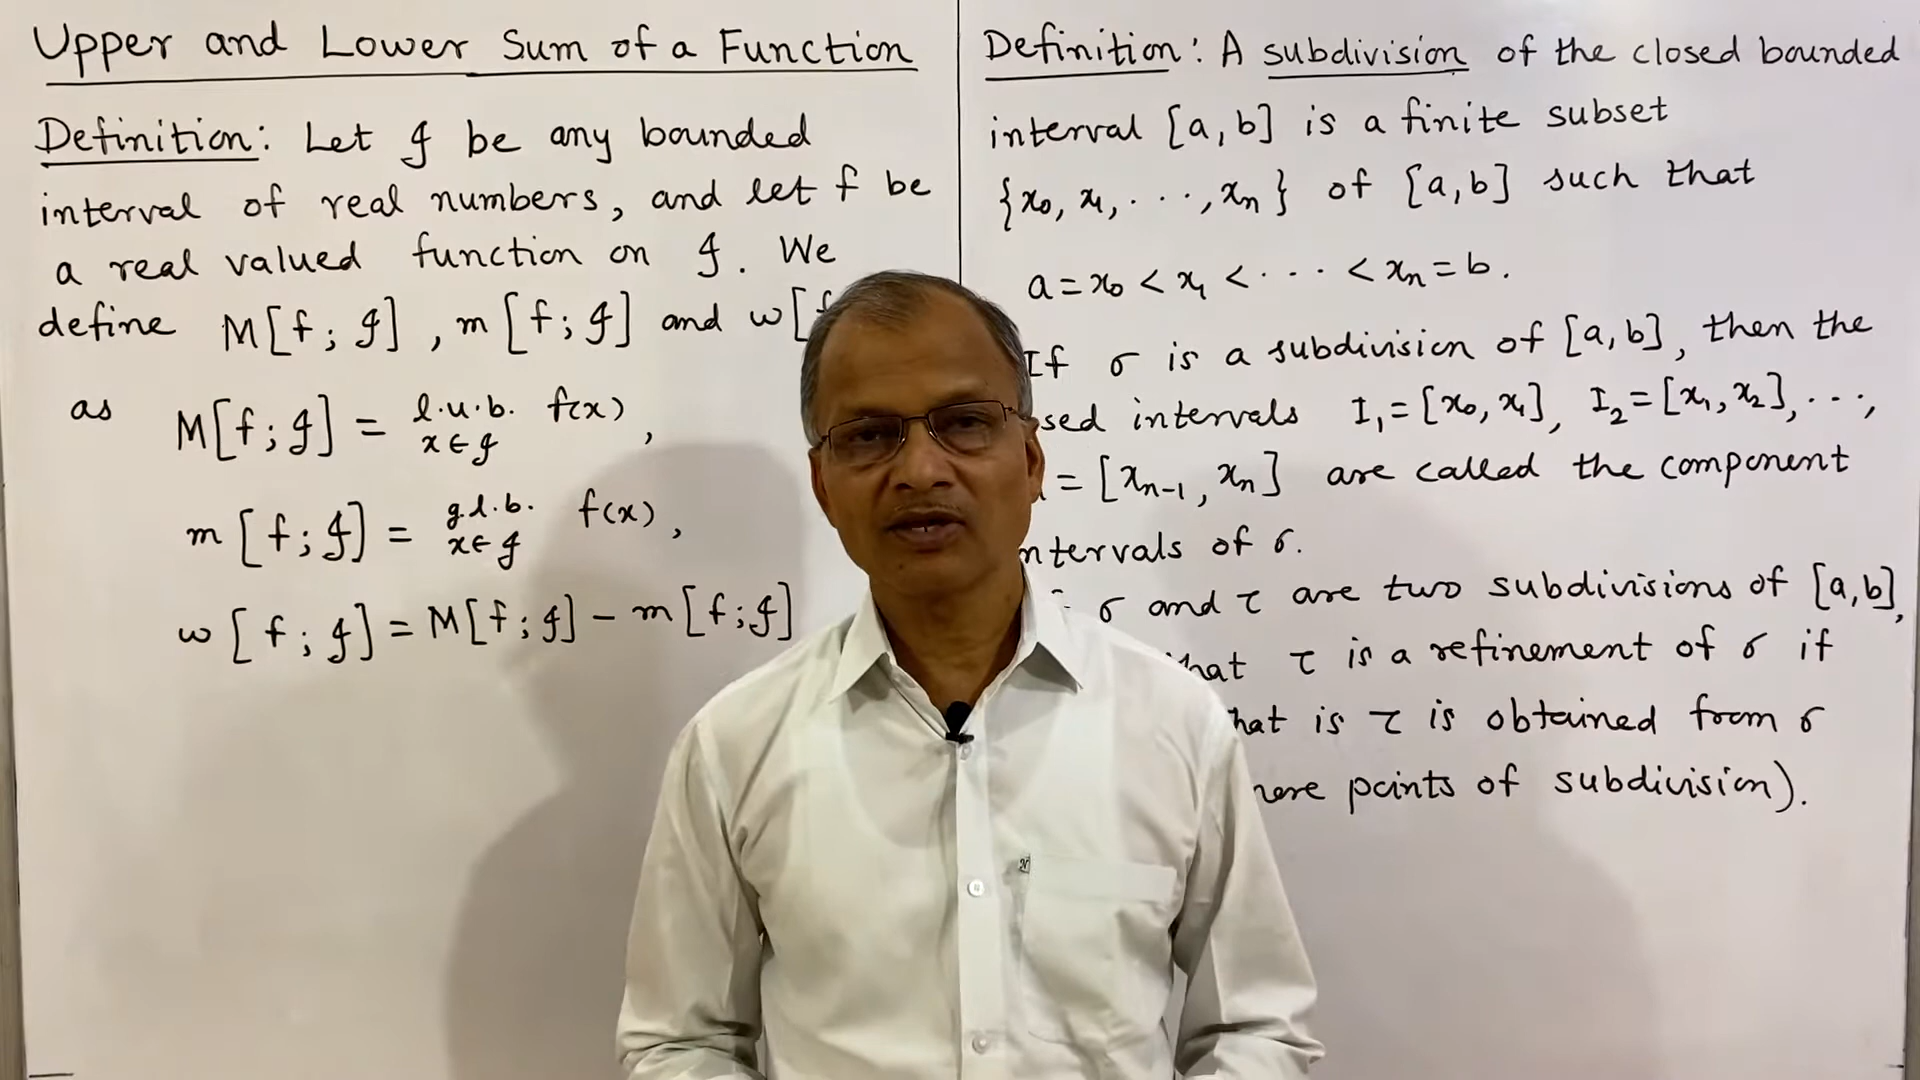 Upper and Lower Sum of a Function
Definition: Let J be any bounded
interval of real numbers, and let f be
a real valued function on J. We
define M[f; J], m[f; J] and ω[f
as M[f; J] = l.u.b. f(x),
x∈J
m[f; J] = g.l.b. f(x),
x∈J
ω[f; J] = M[f; J] − m[f; J]
Definition: A subdivision of the closed bounded
interval [a, b] is a finite subset
{x₀, x₁, ..., xₙ} of [a, b] such that
a = x₀ < x₁ < ... < xₙ = b.
If σ is a subdivision of [a, b], then the
sed intervals I₁ = [x₀, x₁], I₂ = [x₁, x₂], ...,
= [xₙ₋₁, xₙ] are called the component
ntervals of σ.
σ and τ are two subdivisions of [a, b],
hat τ is a refinement of σ if
hat is τ is obtained from σ
more points of subdivision).